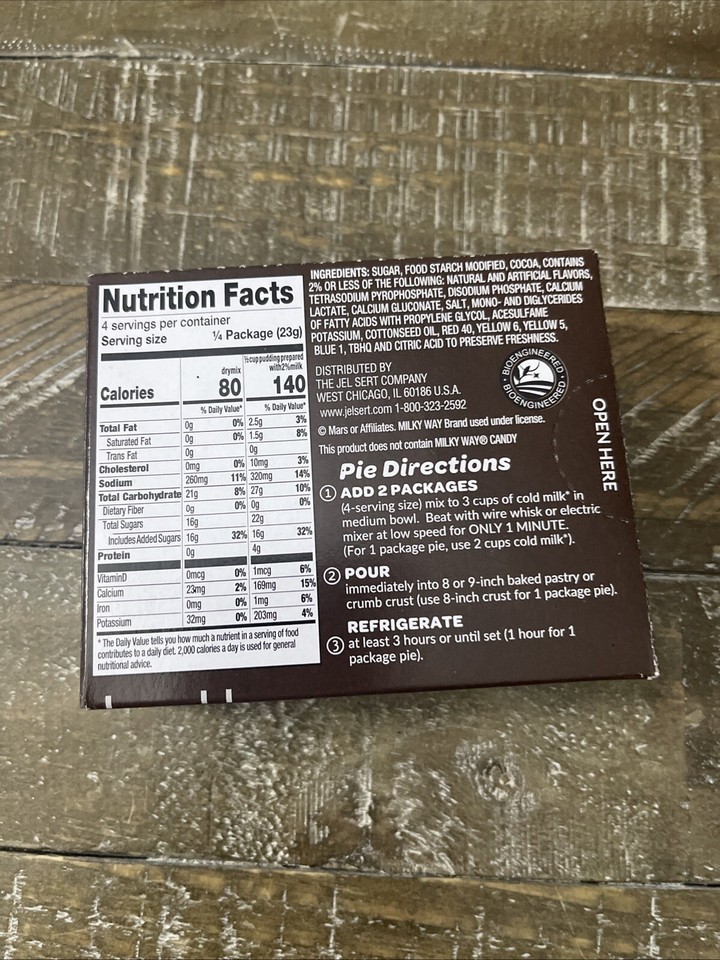 Nutrition Facts
4 servings per container
Serving size ¼ Package (23g)
drymix ½ cup pudding prepared with 2% milk
Calories 80 140
% Daily Value* % Daily Value*
Total Fat 0g 0% 2.5g 3%
Saturated Fat 0g 0% 1.5g 8%
Trans Fat 0g 0g
Cholesterol 0mg 0% 10mg 3%
Sodium 260mg 11% 320mg 14%
Total Carbohydrate 21g 8% 27g 10%
Dietary Fiber 0g 0% 0g 0%
Total Sugars 16g 22g
Includes Added Sugars 16g 32% 16g 32%
Protein 0g 4g
VitaminD 0mcg 0% 1mcg 6%
Calcium 23mg 2% 169mg 15%
Iron 0mg 0% 1mg 6%
Potassium 32mg 0% 203mg 4%
* The Daily Value tells you how much a nutrient in a serving of food
contributes to a daily diet. 2,000 calories a day is used for general
nutritional advice.
INGREDIENTS: SUGAR, FOOD STARCH MODIFIED, COCOA, CONTAINS
2% OR LESS OF THE FOLLOWING: NATURAL AND ARTIFICIAL FLAVORS,
TETRASODIUM PYROPHOSPHATE, DISODIUM PHOSPHATE, CALCIUM
LACTATE, CALCIUM GLUCONATE, SALT, MONO- AND DIGLYCERIDES
OF FATTY ACIDS WITH PROPYLENE GLYCOL, ACESULFAME
POTASSIUM, COTTONSEED OIL, RED 40, YELLOW 6, YELLOW 5,
BLUE 1, TBHQ AND CITRIC ACID TO PRESERVE FRESHNESS.
DISTRIBUTED BY
THE JEL SERT COMPANY
WEST CHICAGO, IL 60186 U.S.A.
www.jelsert.com 1-800-323-2592
BIOENGINEERED • BIOENGINEERED •
© Mars or Affiliates. MILKY WAY Brand used under license.
This product does not contain MILKY WAY® CANDY
OPEN HERE
Pie Directions
1 ADD 2 PACKAGES
(4-serving size) mix to 3 cups of cold milk* in
medium bowl. Beat with wire whisk or electric
mixer at low speed for ONLY 1 MINUTE.
(For 1 package pie, use 2 cups cold milk*).
2 POUR
immediately into 8 or 9-inch baked pastry or
crumb crust (use 8-inch crust for 1 package pie).
3 REFRIGERATE
at least 3 hours or until set (1 hour for 1
package pie).